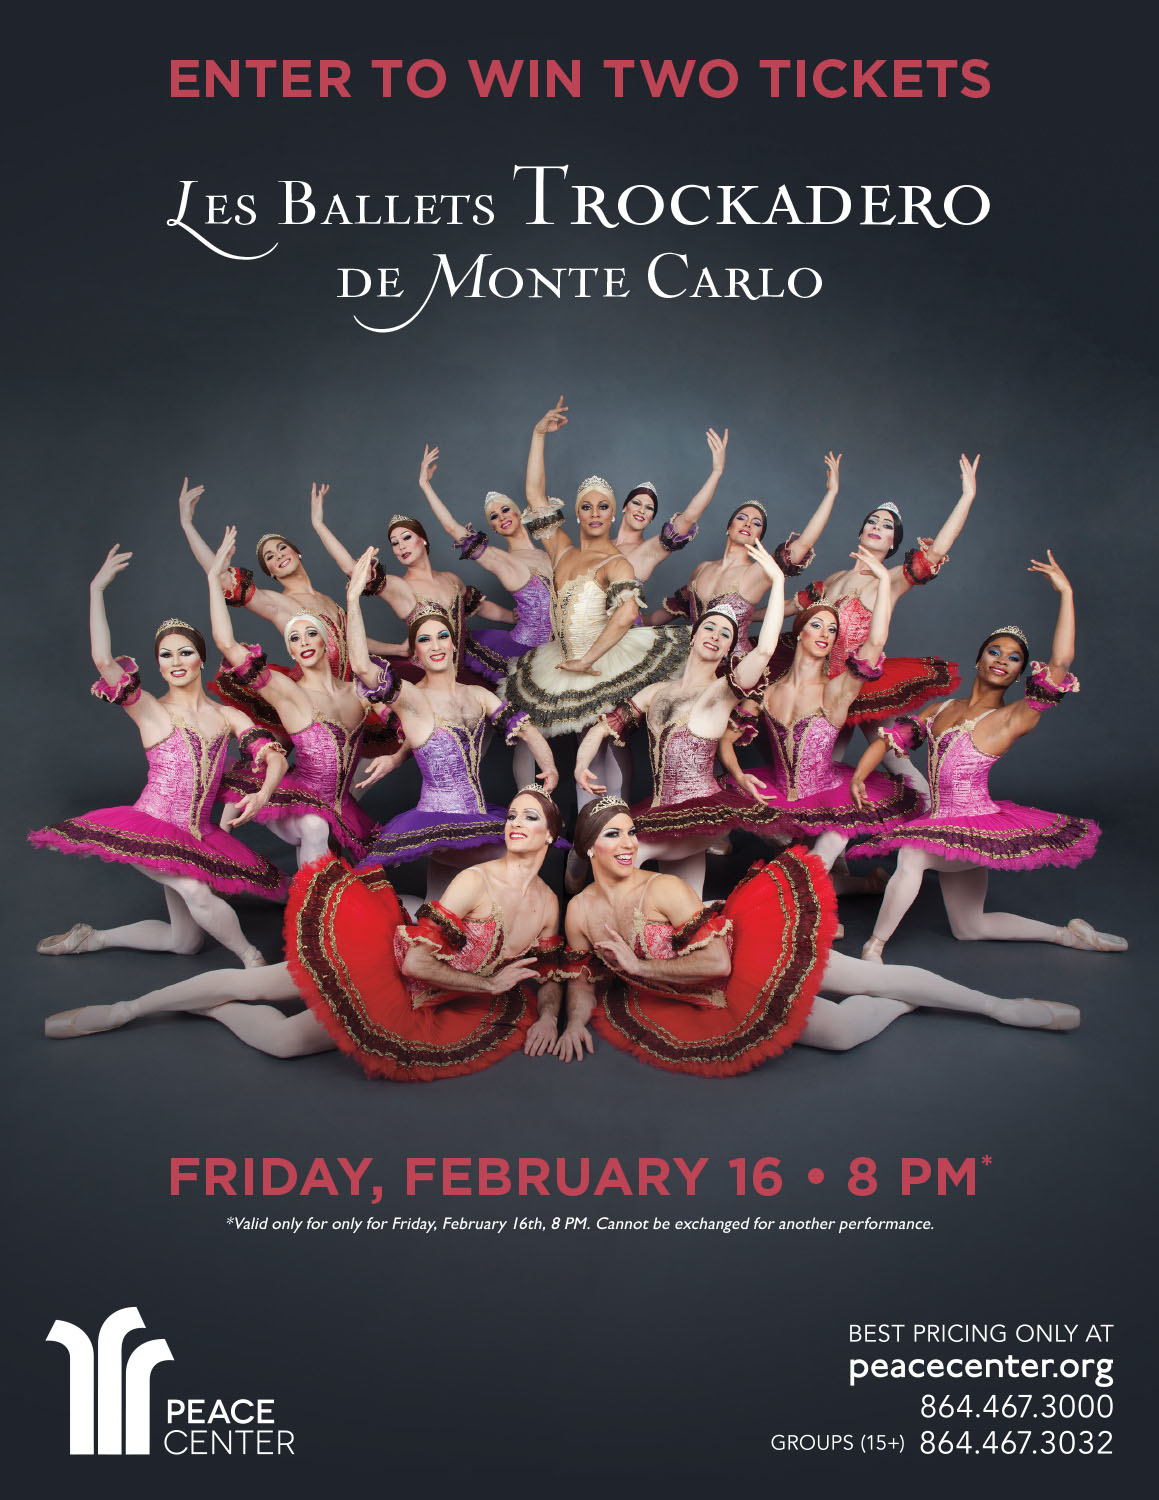 ENTER TO WIN TWO TICKETS
LES BALLETS TROCKADERO
DE MONTE CARLO
FRIDAY, FEBRUARY 16 • 8 PM*
*Valid only for only for Friday, February 16th, 8 PM. Cannot be exchanged for another performance.
PEACE
CENTER
BEST PRICING ONLY AT
peacecenter.org
864.467.3000
GROUPS (15+) 864.467.3032